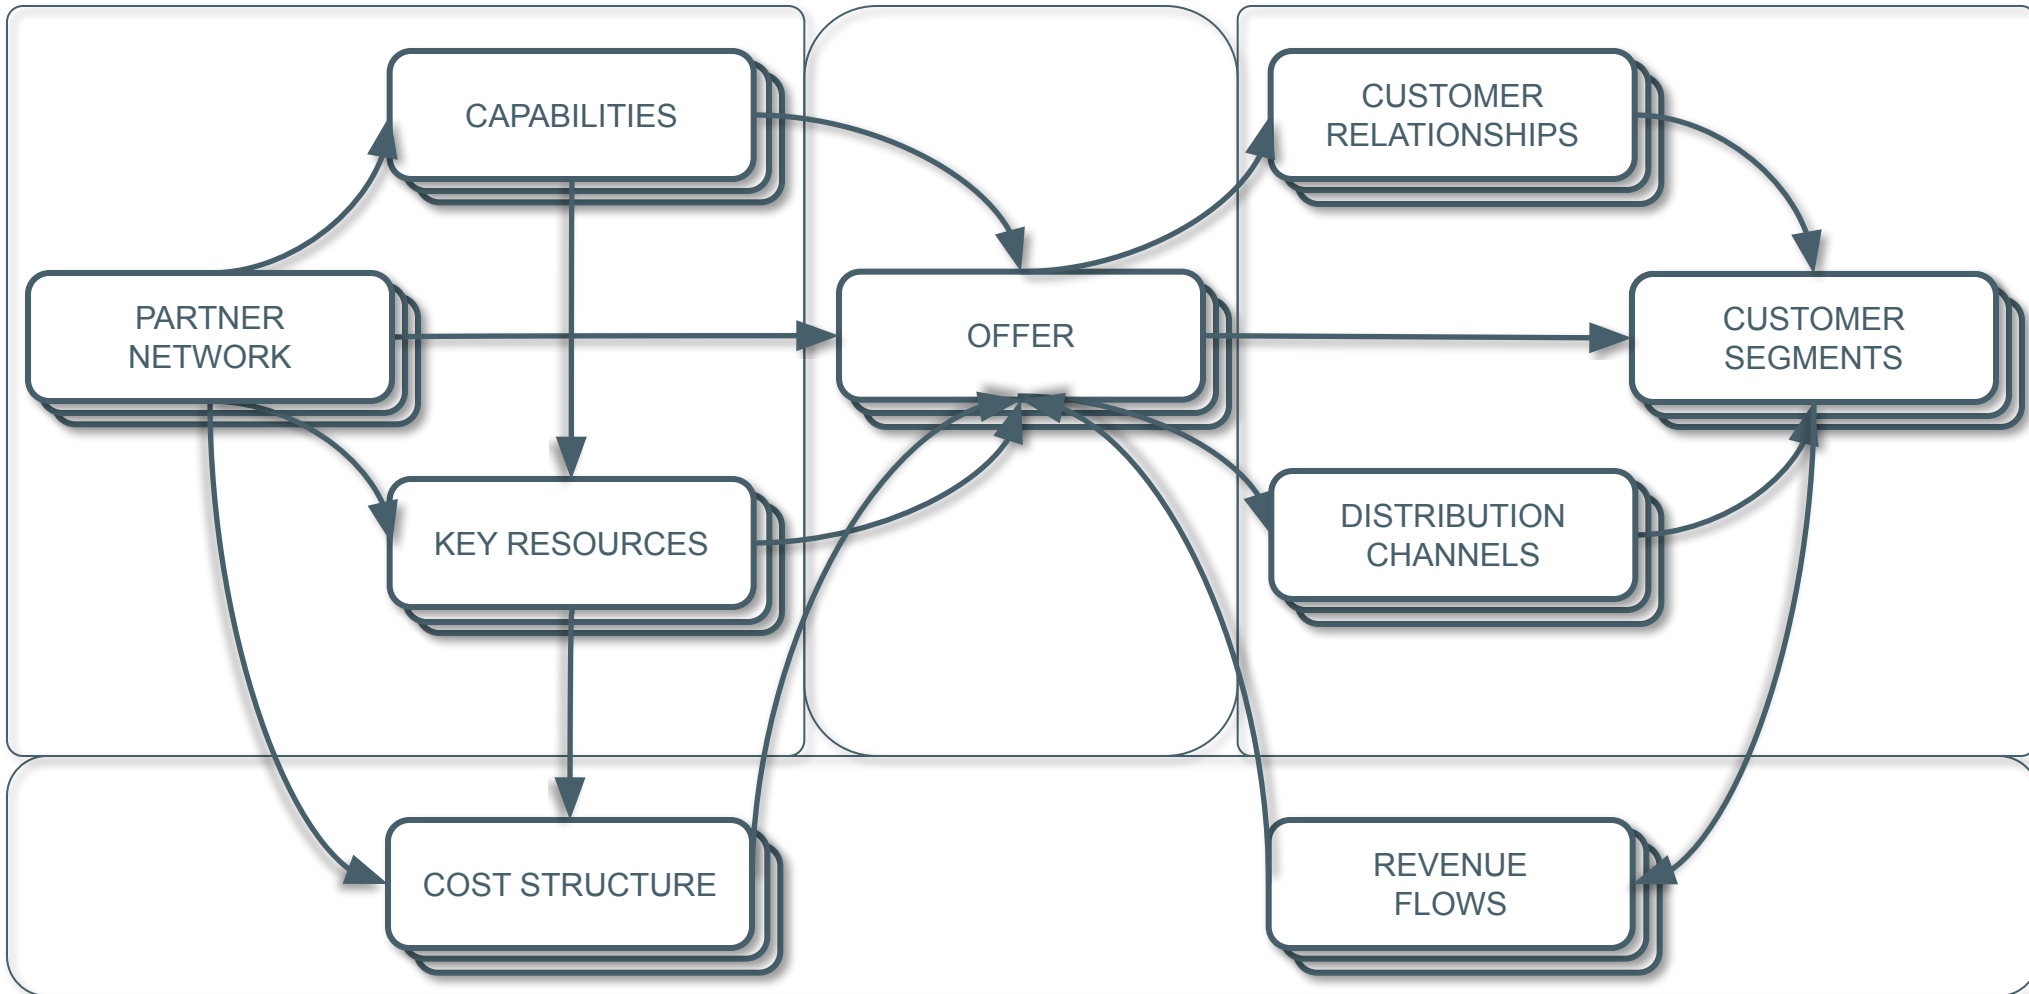 CAPABILITIES
CUSTOMER
RELATIONSHIPS
PARTNER
NETWORK
OFFER
CUSTOMER
SEGMENTS
KEY RESOURCES
DISTRIBUTION
CHANNELS
COST STRUCTURE
REVENUE
FLOWS